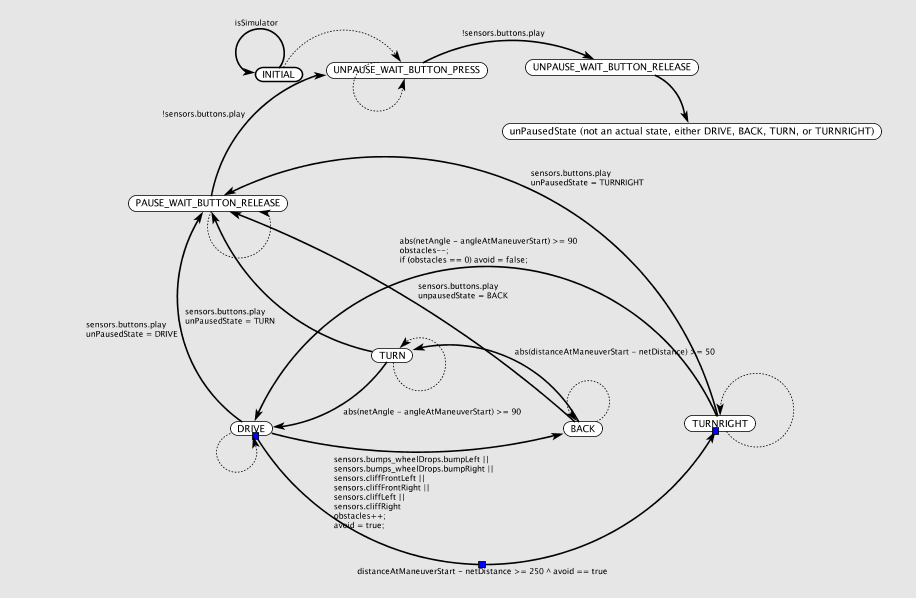 isSimulator
!sensors.buttons.play
INITIAL
UNPAUSE_WAIT_BUTTON_PRESS
UNPAUSE_WAIT_BUTTON_RELEASE
!sensors.buttons.play
unPausedState (not an actual state, either DRIVE, BACK, TURN, or TURNRIGHT)
sensors.buttons.play
unPausedState = TURNRIGHT
PAUSE_WAIT_BUTTON_RELEASE
abs(netAngle - angleAtManeuverStart) >= 90
obstacles--;
if (obstacles == 0) avoid = false;
sensors.buttons.play
unpausedState = BACK
sensors.buttons.play
unPausedState = TURN
sensors.buttons.play
unPausedState = DRIVE
TURN
abs(distanceAtManeuverStart - netDistance) >= 50
abs(netAngle - angleAtManeuverStart) >= 90
DRIVE
BACK
TURNRIGHT
sensors.bumps_wheelDrops.bumpLeft ||
sensors.bumps_wheelDrops.bumpRight ||
sensors.cliffFrontLeft ||
sensors.cliffFrontRight ||
sensors.cliffLeft ||
sensors.cliffRight
obstacles++;
avoid = true;
distanceAtManeuverStart - netDistance >= 250 ^ avoid == true